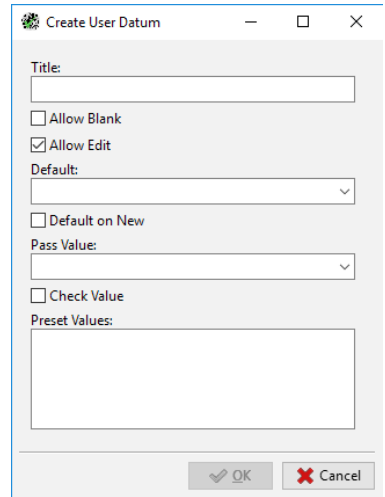 Create User Datum
Title:
Allow Blank
Allow Edit
Default:
Default on New
Pass Value:
Check Value
Preset Values:
OK
Cancel